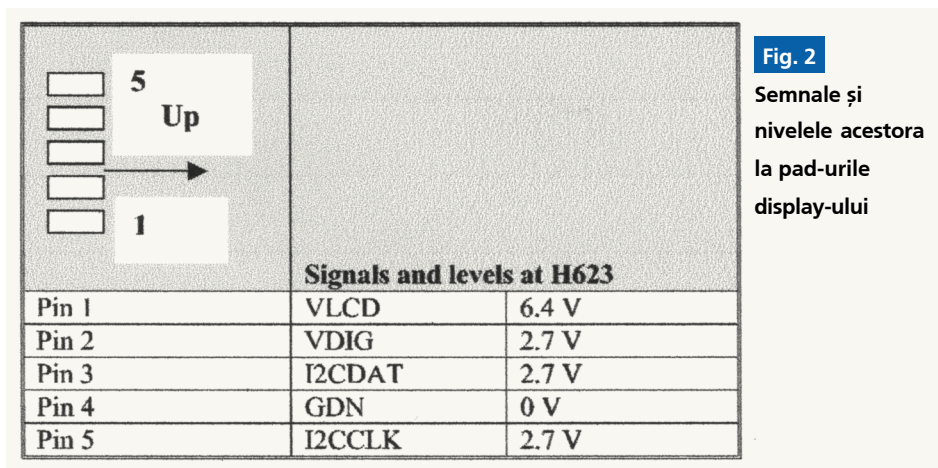 5
Up
1
Signals and levels at H623
Pin 1 VLCD 6.4 V
Pin 2 VDIG 2.7 V
Pin 3 I2CDAT 2.7 V
Pin 4 GDN 0 V
Pin 5 I2CCLK 2.7 V
Fig. 2
Semnale și
nivelele acestora
la pad-urile
display-ului